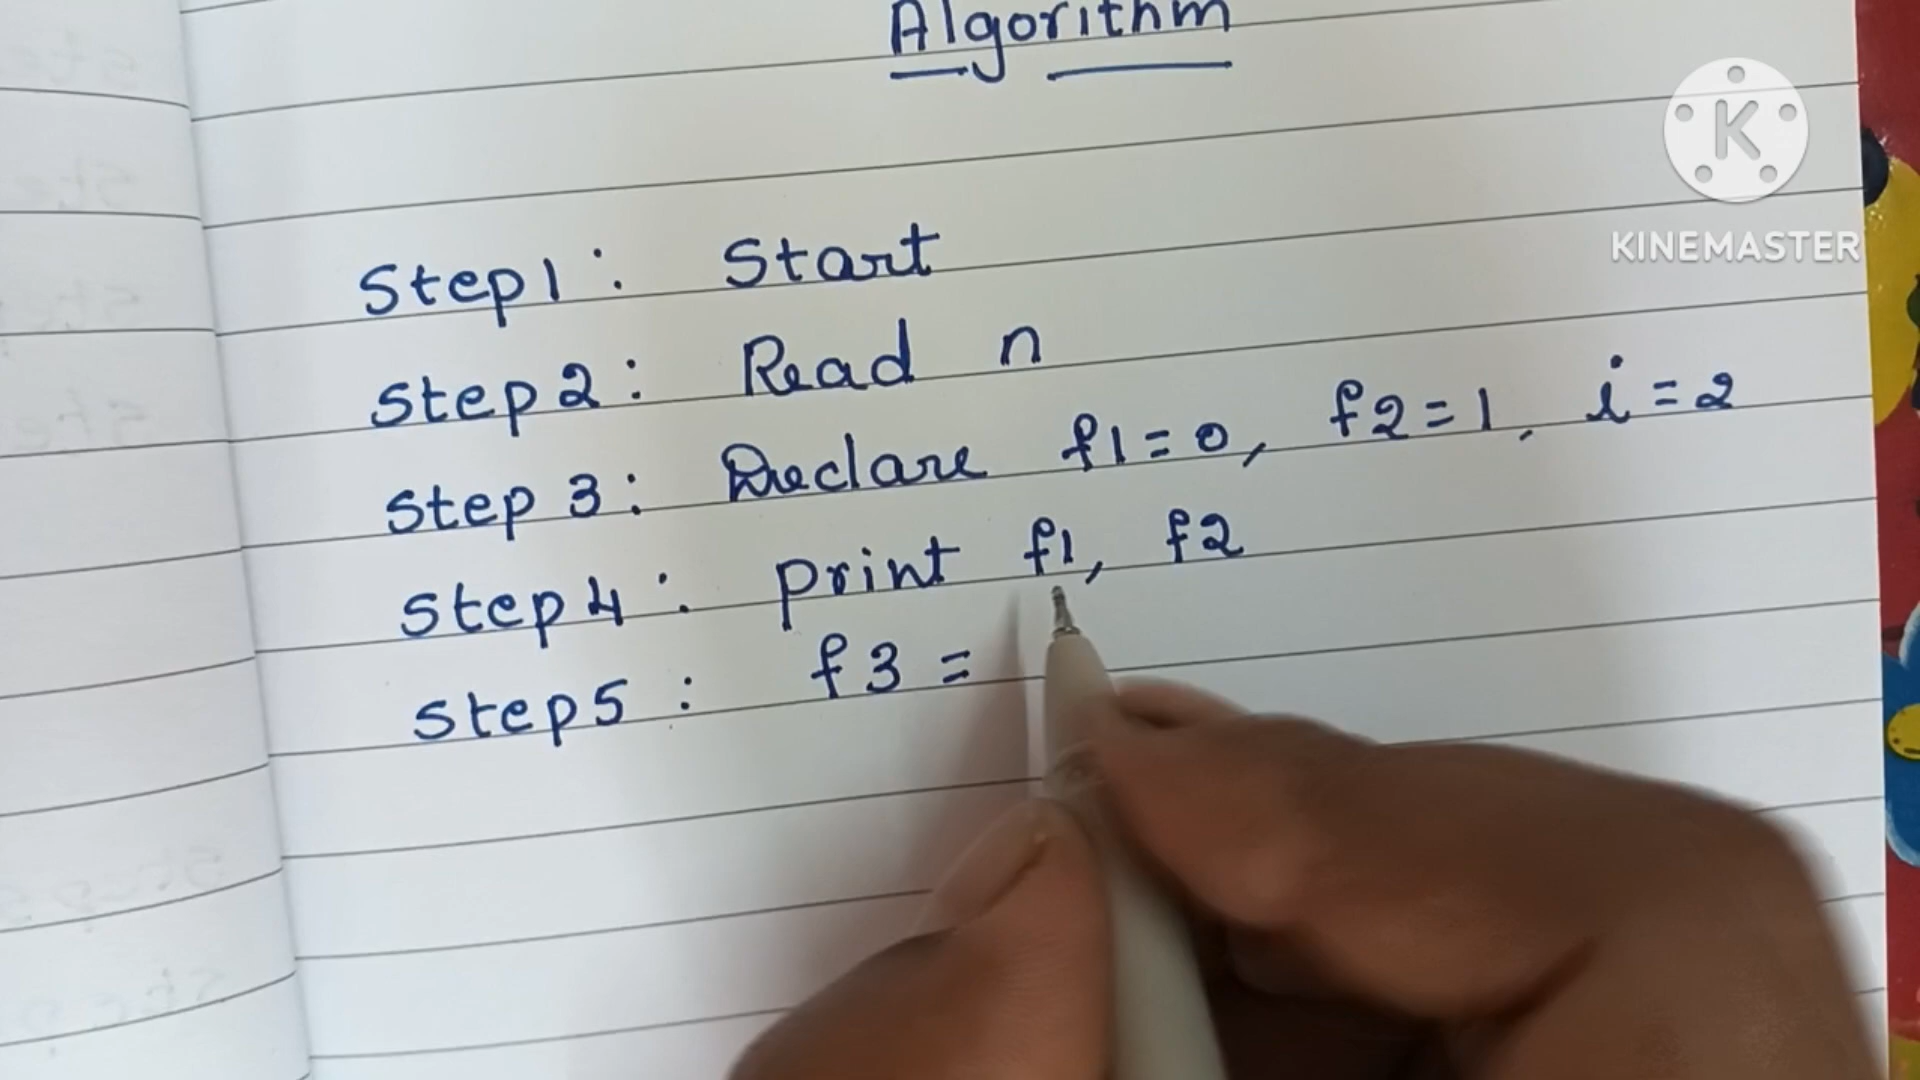 Algorithm
K
KINEMASTER
Step1: Start
Step2: Read n
Step 3: Declare f1=0, f2=1, i=2
Step4: print f1, f2
Step5: f3=